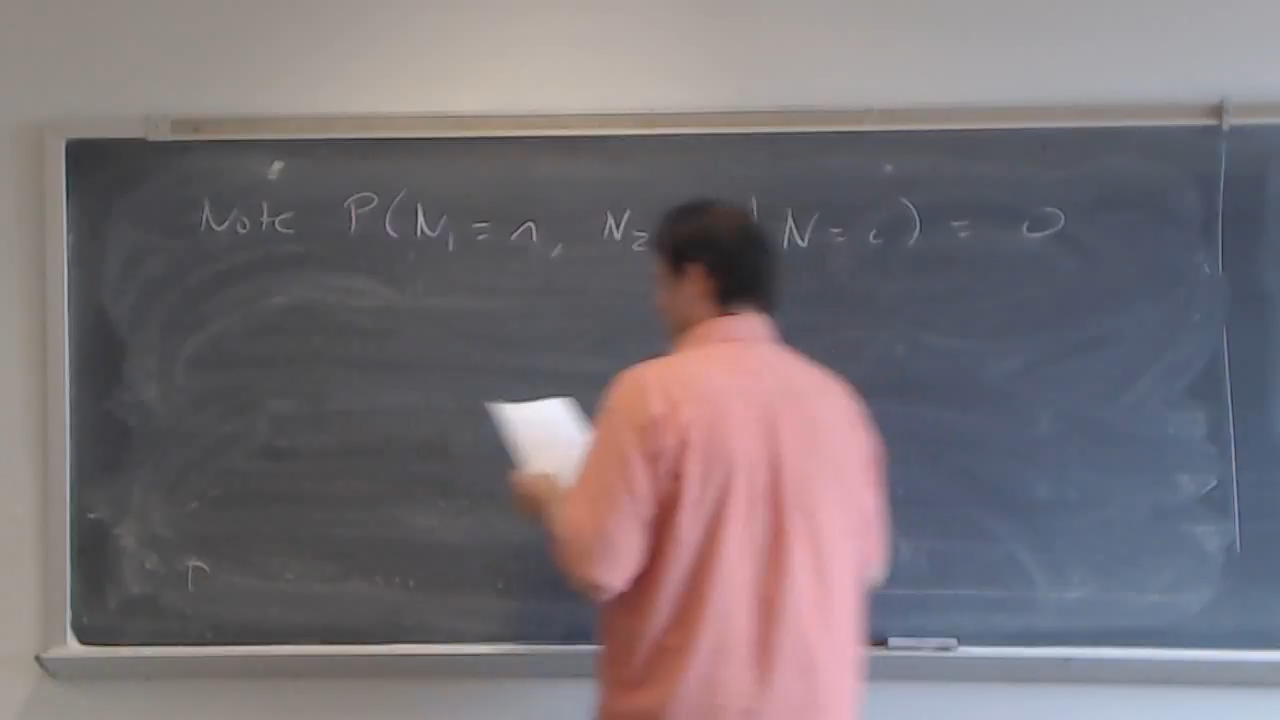 Note P(N₁ = n, N₂ | N = i) = 0